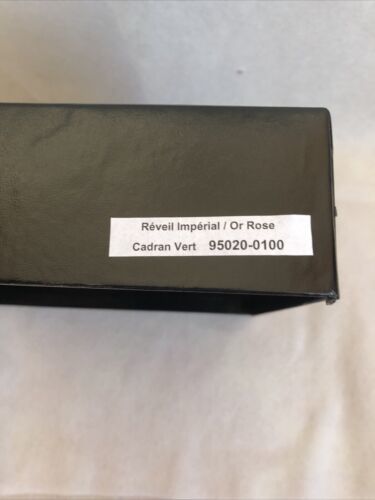 Réveil Impérial / Or Rose
Cadran Vert 95020-0100